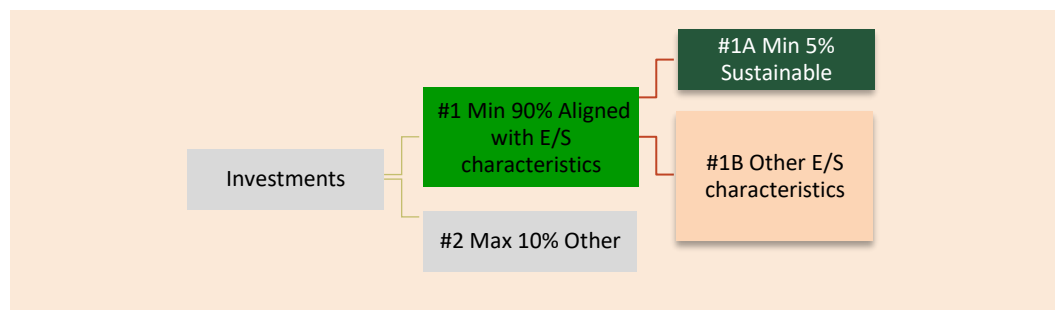 Investments
#1 Min 90% Aligned
with E/S
characteristics
#2 Max 10% Other
#1A Min 5%
Sustainable
#1B Other E/S
characteristics